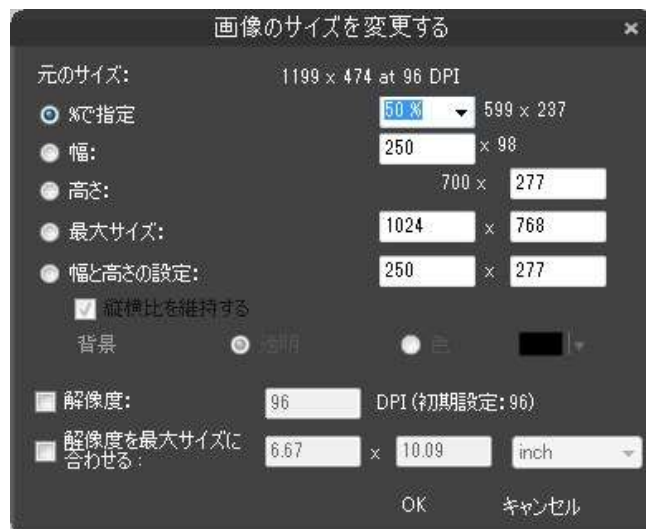 画像のサイズを変更する
元のサイズ: 1199 x 474 at 96 DPI
%で指定 50 % 599 x 237
幅: 250 x 98
高さ: 700 x 277
最大サイズ: 1024 x 768
幅と高さの設定: 250 x 277
縦横比を維持する
背景 透明 色
解像度: 96 DPI (初期設定: 96)
解像度を最大サイズに
合わせる: 6.67 x 10.09 inch
OK キャンセル